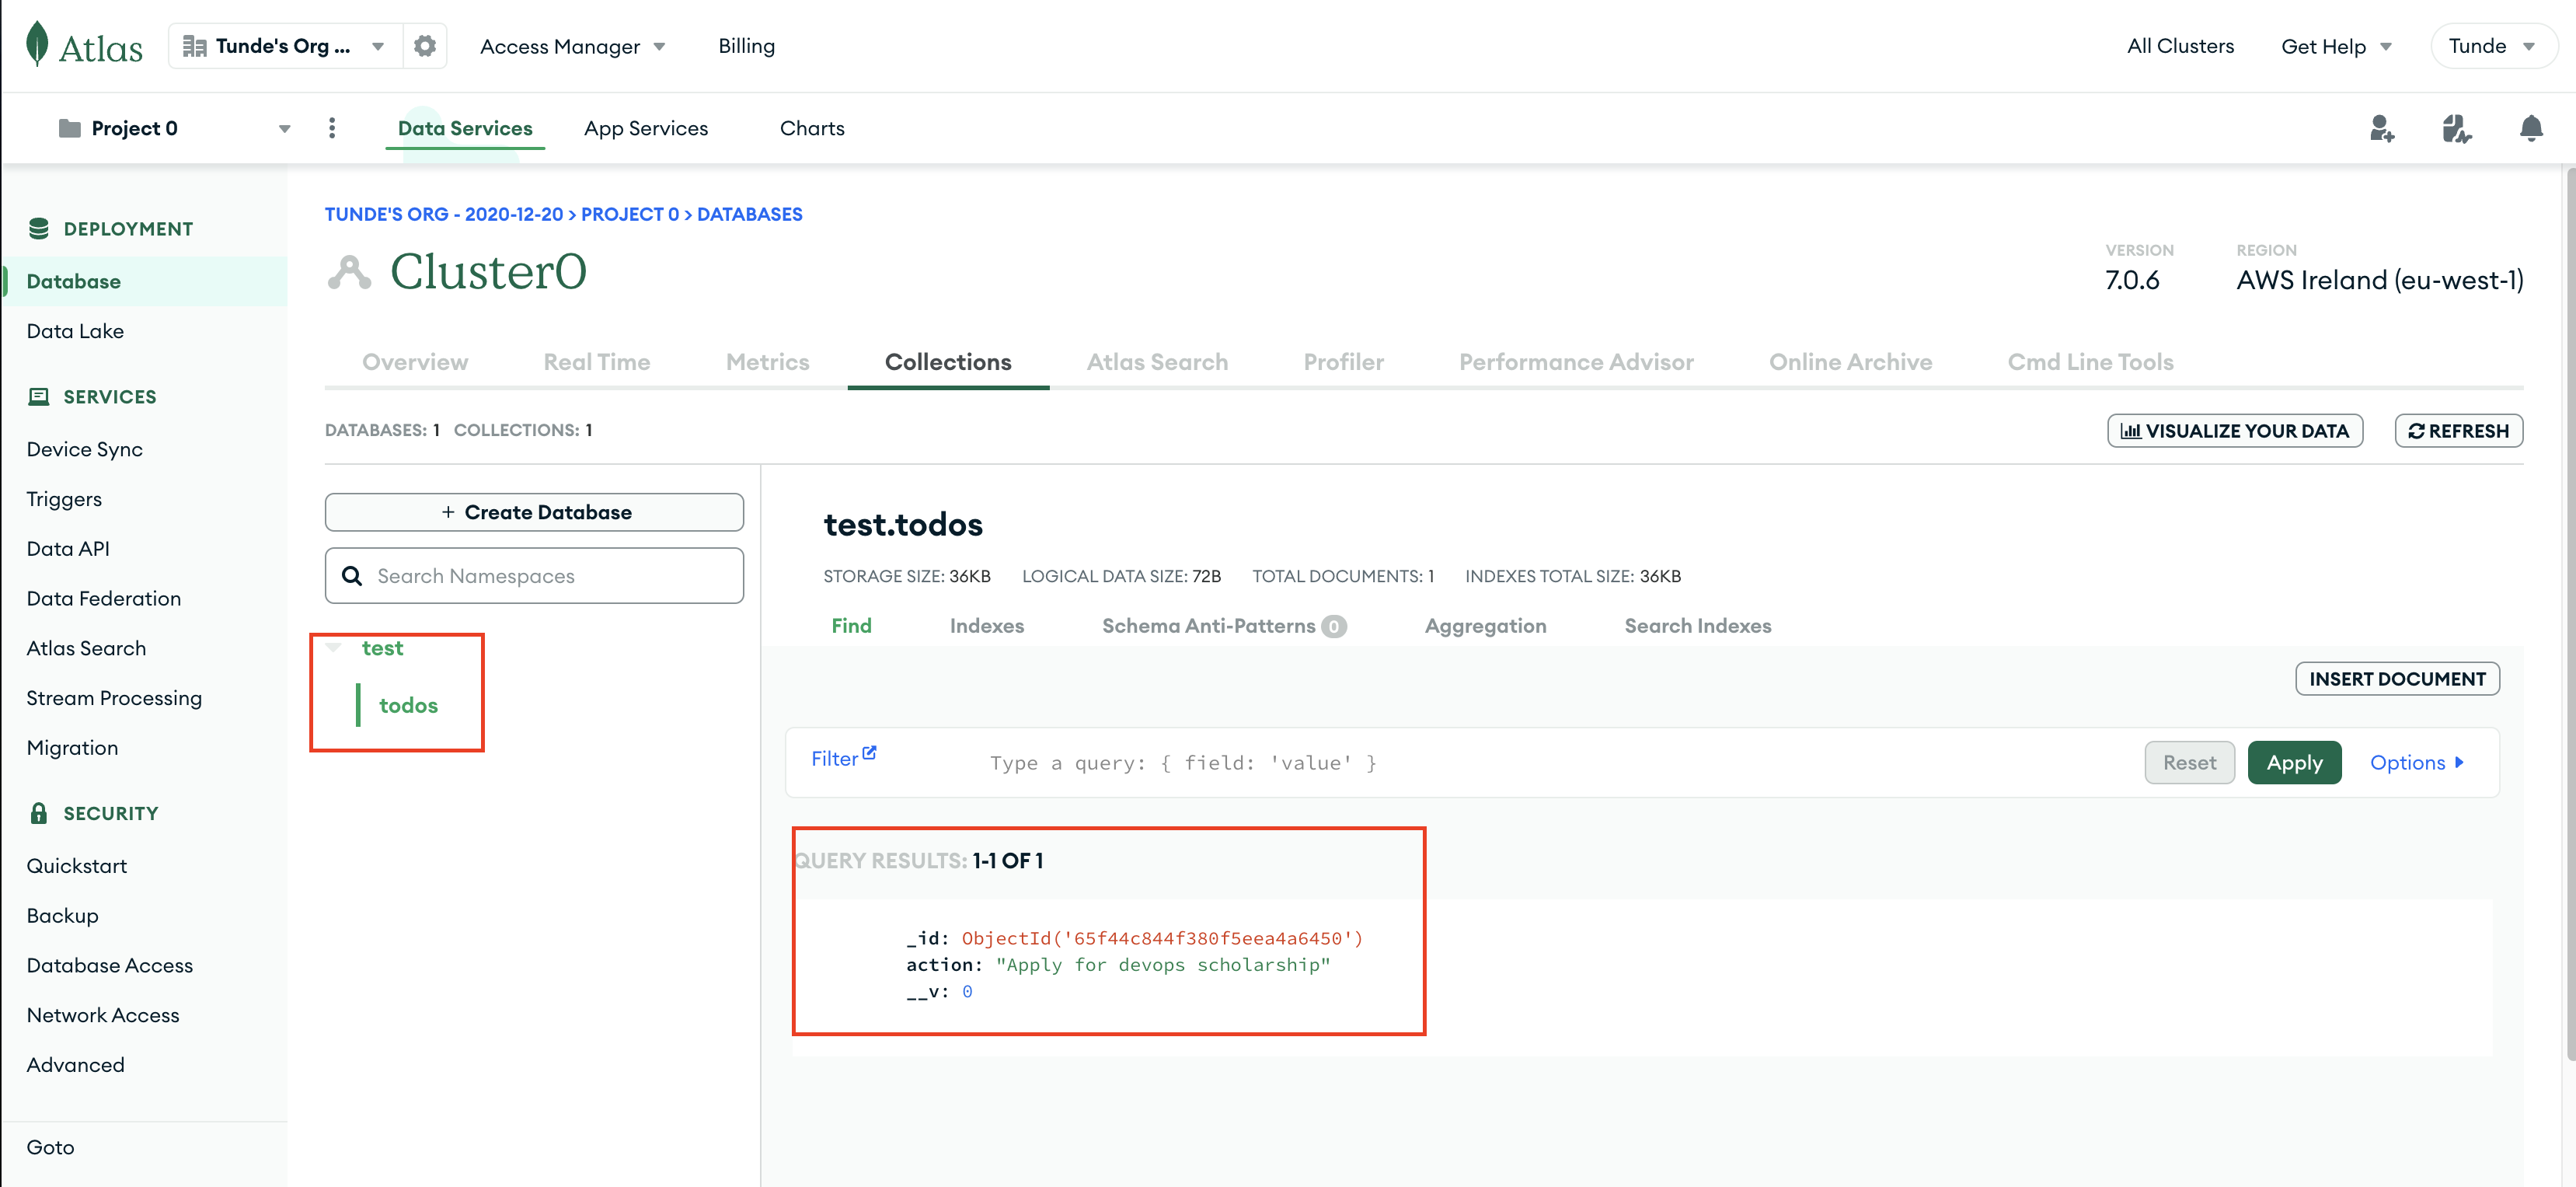 Atlas
Tunde's Org ...
Access Manager
Billing
All Clusters
Get Help
Tunde
Project 0
Data Services
App Services
Charts
DEPLOYMENT
Database
Data Lake
SERVICES
Device Sync
Triggers
Data API
Data Federation
Atlas Search
Stream Processing
Migration
SECURITY
Quickstart
Backup
Database Access
Network Access
Advanced
Goto
TUNDE'S ORG - 2020-12-20 > PROJECT 0 > DATABASES
Cluster0
VERSION
7.0.6
REGION
AWS Ireland (eu-west-1)
Overview
Real Time
Metrics
Collections
Atlas Search
Profiler
Performance Advisor
Online Archive
Cmd Line Tools
DATABASES: 1 COLLECTIONS: 1
VISUALIZE YOUR DATA
REFRESH
+ Create Database
Search Namespaces
test
todos
test.todos
STORAGE SIZE: 36KB LOGICAL DATA SIZE: 72B TOTAL DOCUMENTS: 1 INDEXES TOTAL SIZE: 36KB
Find
Indexes
Schema Anti-Patterns 0
Aggregation
Search Indexes
INSERT DOCUMENT
Filter
Type a query: { field: 'value' }
Reset
Apply
Options
QUERY RESULTS: 1-1 OF 1
_id: ObjectId('65f44c844f380f5eea4a6450')
action: "Apply for devops scholarship"
__v: 0